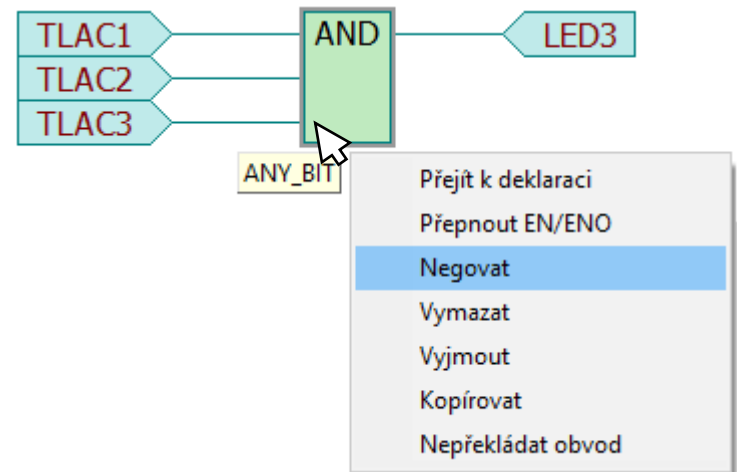 TLAC1
AND
LED3
TLAC2
TLAC3
ANY_BIT
Přejít k deklaraci
Přepnout EN/ENO
Negovat
Vymazat
Vyjmout
Kopírovat
Nepřekládat obvod